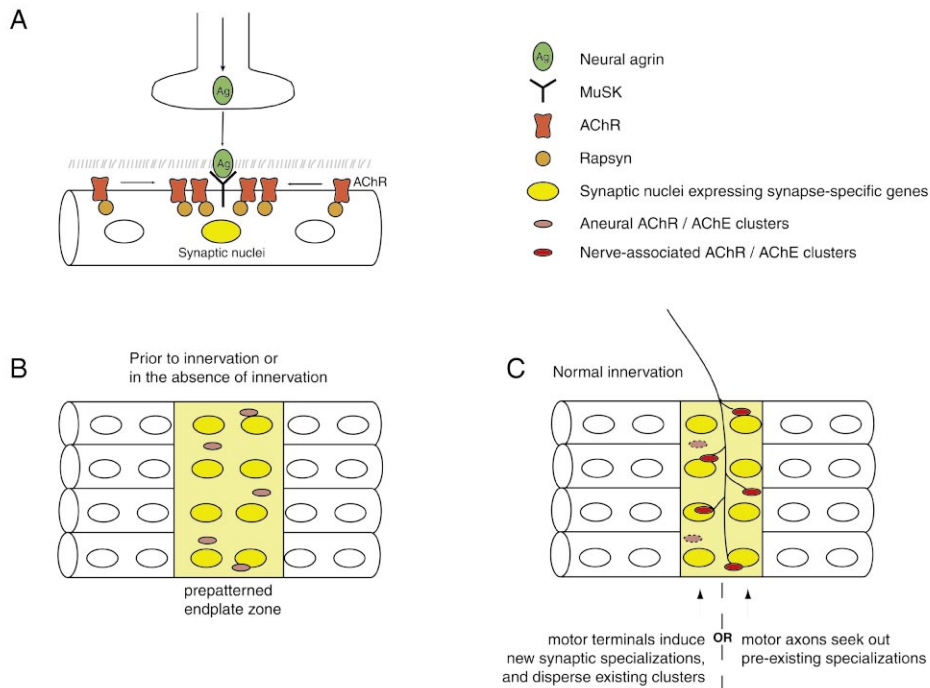 A
Ag
Ag
AChR
Synaptic nuclei
Ag
Neural agrin
MuSK
AChR
Rapsyn
Synaptic nuclei expressing synapse-specific genes
Aneural AChR / AChE clusters
Nerve-associated AChR / AChE clusters
B
Prior to innervation or
in the absence of innervation
prepatterned
endplate zone
C
Normal innervation
motor terminals induce
new synaptic specializations,
and disperse existing clusters
OR
motor axons seek out
pre-existing specializations